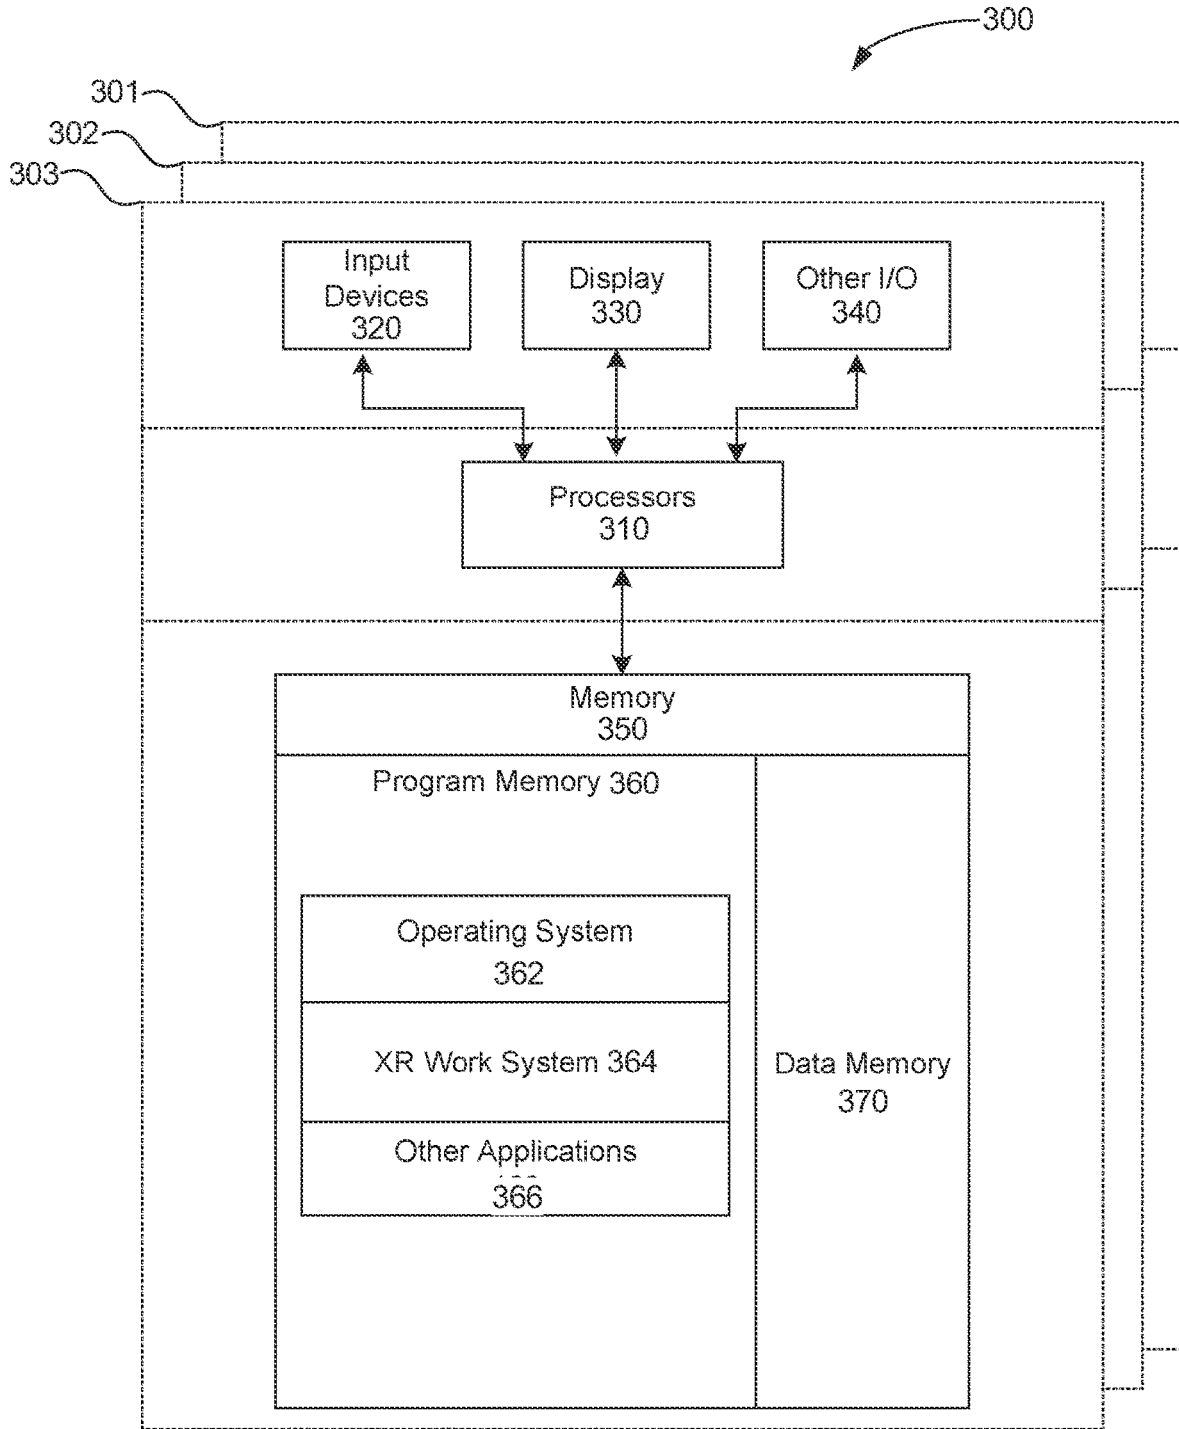 300
301
302
303
Input
Devices
320
Display
330
Other I/O
340
Processors
310
Memory
350
Program Memory 360
Operating System
362
XR Work System 364
Other Applications
366
Data Memory
370